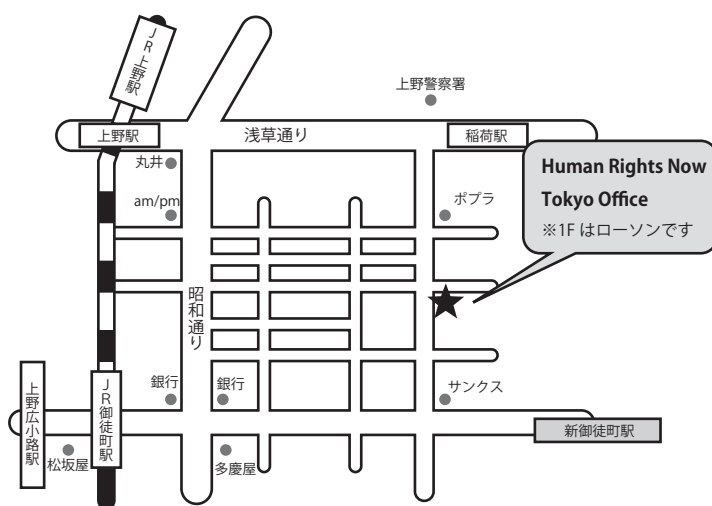 JR上野駅
上野警察署
上野駅
浅草通り
稲荷駅
丸井
Human Rights Now
Tokyo Office
※1F はローソンです
am/pm
ポプラ
昭和通り
銀行
銀行
サンクス
上野広小路駅
JR御徒町駅
新御徒町駅
松坂屋
多慶屋